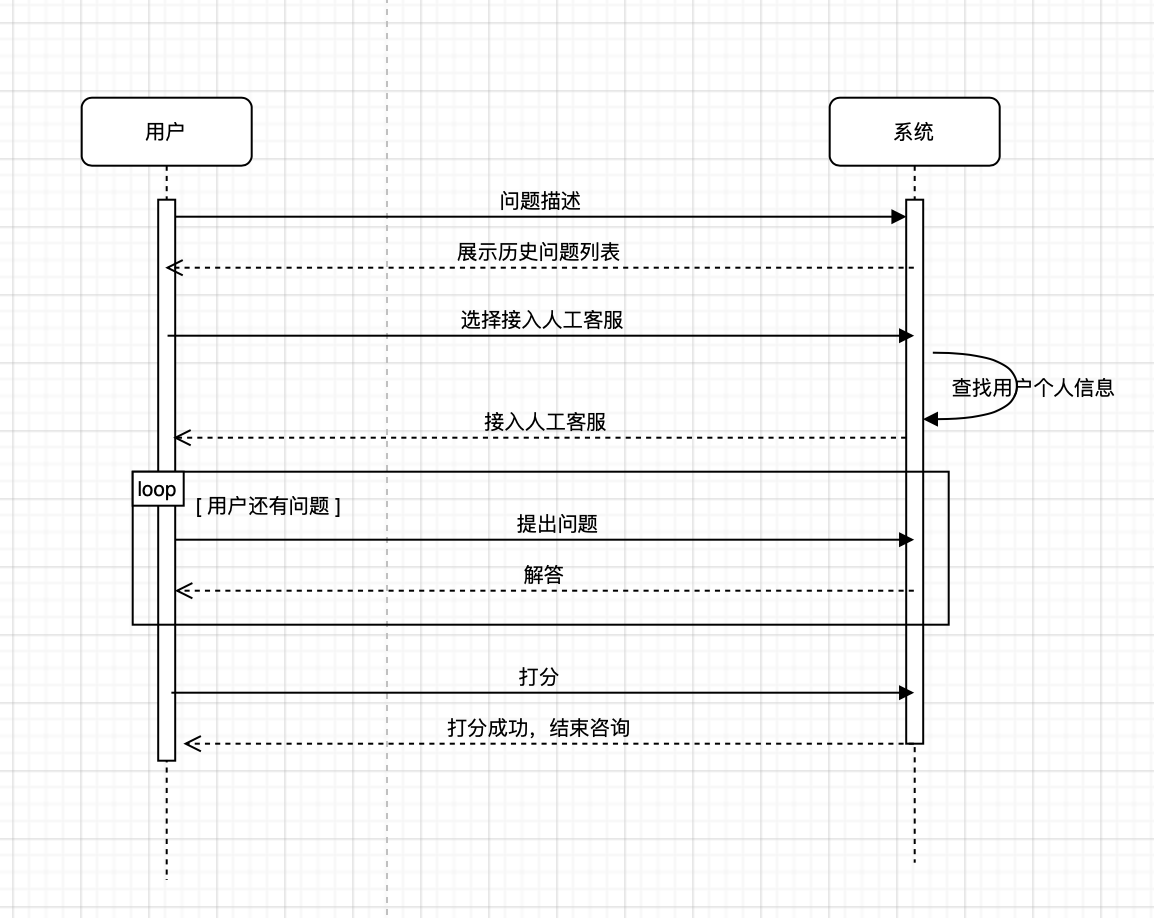 用户
系统
问题描述
展示历史问题列表
选择接入人工客服
查找用户个人信息
接入人工客服
loop
[ 用户还有问题 ]
提出问题
解答
打分
打分成功，结束咨询